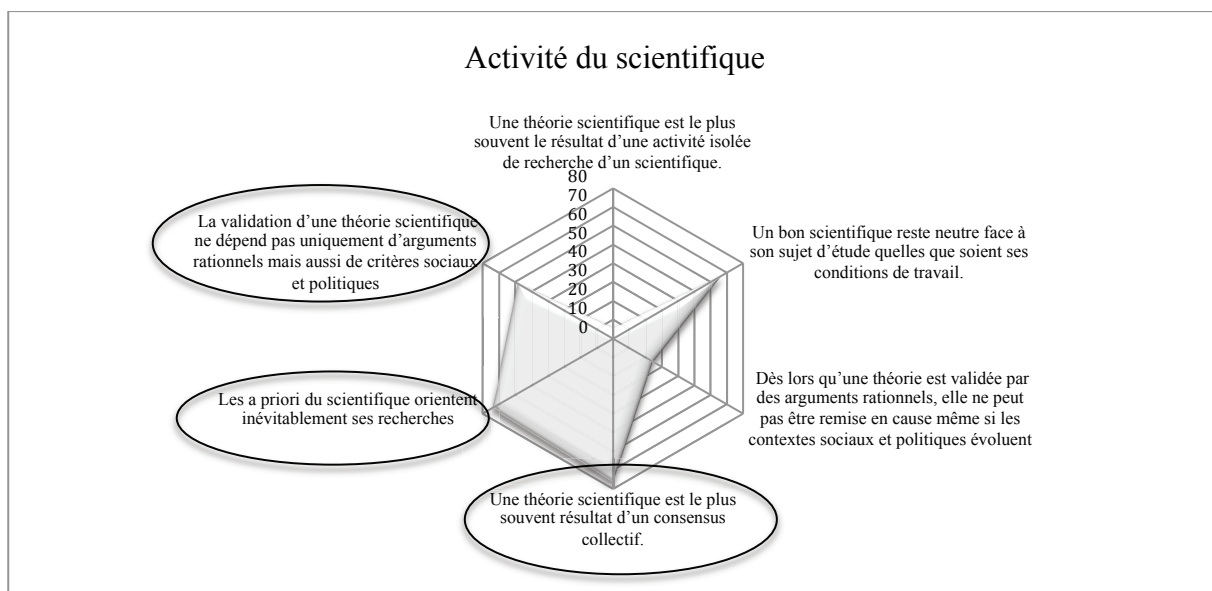 Activité du scientifique
Une théorie scientifique est le plus
souvent le résultat d'une activité isolée
de recherche d'un scientifique.
80
70
60
50
40
30
20
10
0
La validation d'une théorie scientifique
ne dépend pas uniquement d'arguments
rationnels mais aussi de critères sociaux
et politiques
Un bon scientifique reste neutre face à
son sujet d'étude quelles que soient ses
conditions de travail.
Les a priori du scientifique orientent
inévitablement ses recherches
Dès lors qu'une théorie est validée par
des arguments rationnels, elle ne peut
pas être remise en cause même si les
contextes sociaux et politiques évoluent
Une théorie scientifique est le plus
souvent résultat d'un consensus
collectif.